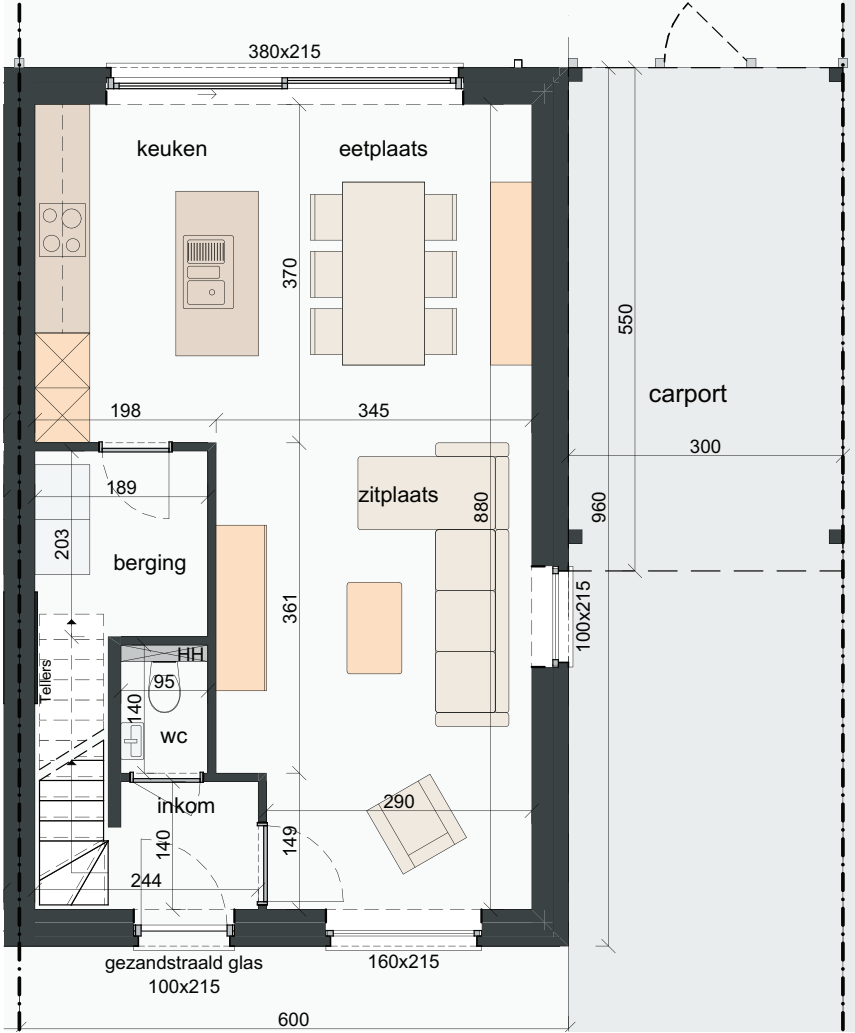 380x215
keuken
eetplaats
370
550
carport
198
345
300
zitplaats
189
880
960
203
berging
361
100x215
HH
Tellers
95
140
wc
inkom
290
140
149
244
gezandstraald glas
100x215
160x215
600